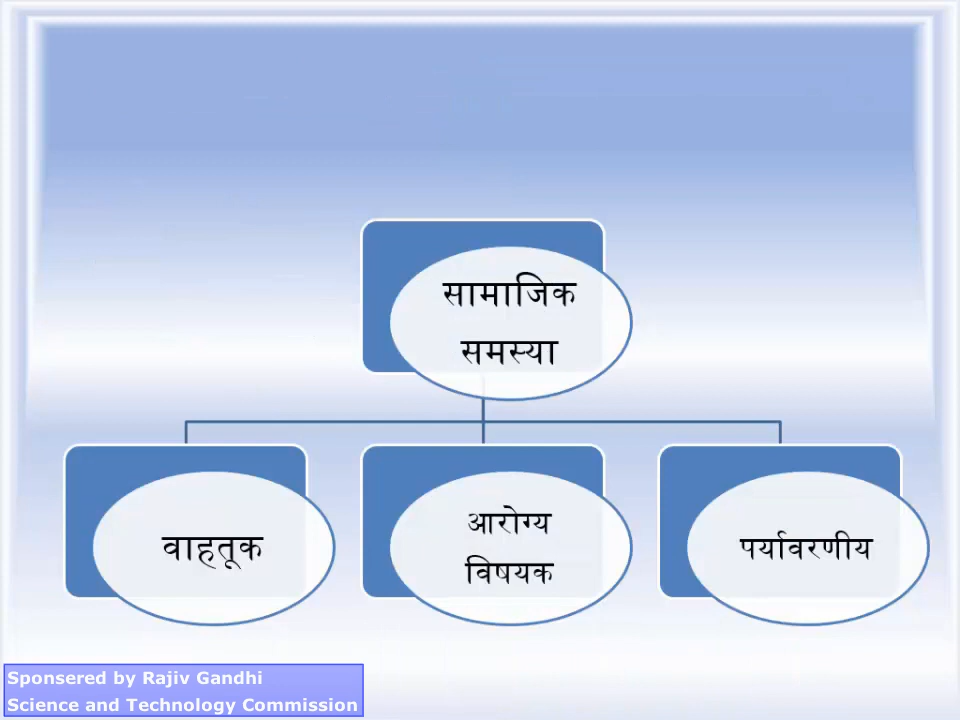 सामाजिक
समस्या
वाहतूक
आरोग्य
विषयक
पर्यावरणीय
Sponsered by Rajiv Gandhi
Science and Technology Commission